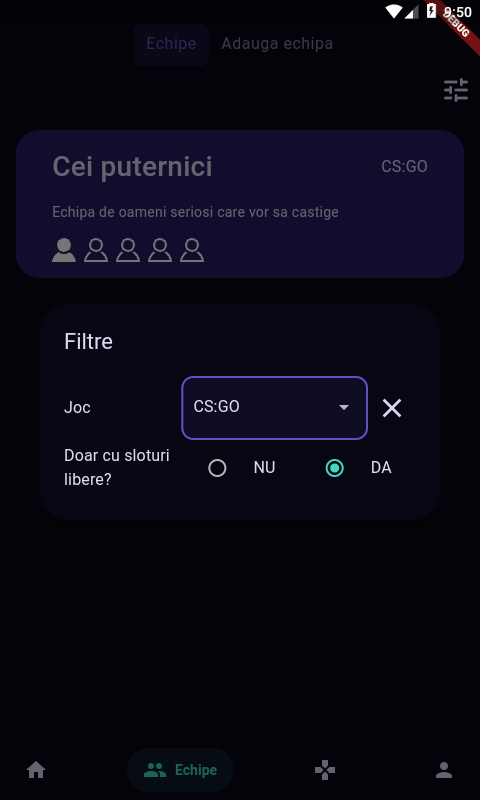 9:50
DEBUG
Echipe
Adauga echipa
Cei puternici
CS:GO
Echipa de oameni seriosi care vor sa castige
Filtre
Joc
CS:GO
Doar cu sloturi
libere?
NU
DA
Echipe